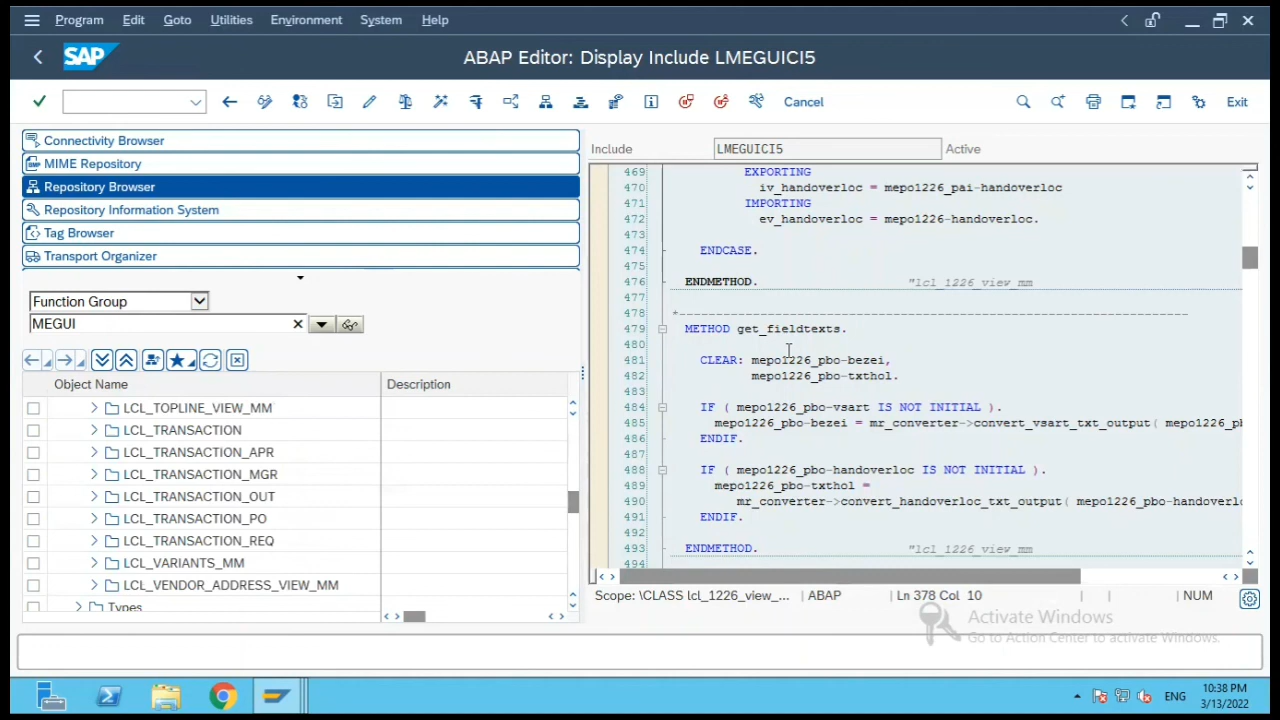 Program Edit Goto Utilities Environment System Help
SAP ABAP Editor: Display Include LMEGUICI5
Cancel Exit
Connectivity Browser
MIME Repository
Repository Browser
Repository Information System
Tag Browser
Transport Organizer
Function Group
MEGUI
Object Name Description
LCL_TOPLINE_VIEW_MM
LCL_TRANSACTION
LCL_TRANSACTION_APR
LCL_TRANSACTION_MGR
LCL_TRANSACTION_OUT
LCL_TRANSACTION_PO
LCL_TRANSACTION_REQ
LCL_VARIANTS_MM
LCL_VENDOR_ADDRESS_VIEW_MM
Types
Include LMEGUICI5 Active
469 EXPORTING
470 iv_handoverloc = mepo1226_pai-handoverloc
471 IMPORTING
472 ev_handoverloc = mepo1226-handoverloc.
473
474 ENDCASE.
475
476 ENDMETHOD. "lcl_1226_view_mm
477
478 *---------------------------------------------------------------------
479 METHOD get_fieldtexts.
480
481 CLEAR: mepo1226_pbo-bezei,
482 mepo1226_pbo-txthol.
483
484 IF ( mepo1226_pbo-vsart IS NOT INITIAL ).
485 mepo1226_pbo-bezei = mr_converter->convert_vsart_txt_output( mepo1226_pb
486 ENDIF.
487
488 IF ( mepo1226_pbo-handoverloc IS NOT INITIAL ).
489 mepo1226_pbo-txthol =
490 mr_converter->convert_handoverloc_txt_output( mepo1226_pbo-handoverlo
491 ENDIF.
492
493 ENDMETHOD. "lcl_1226_view_mm
494
Scope: \CLASS lcl_1226_view_... ABAP Ln 378 Col 10 NUM
Activate Windows
Go to Action Center to activate Windows.
ENG 10:38 PM
3/13/2022